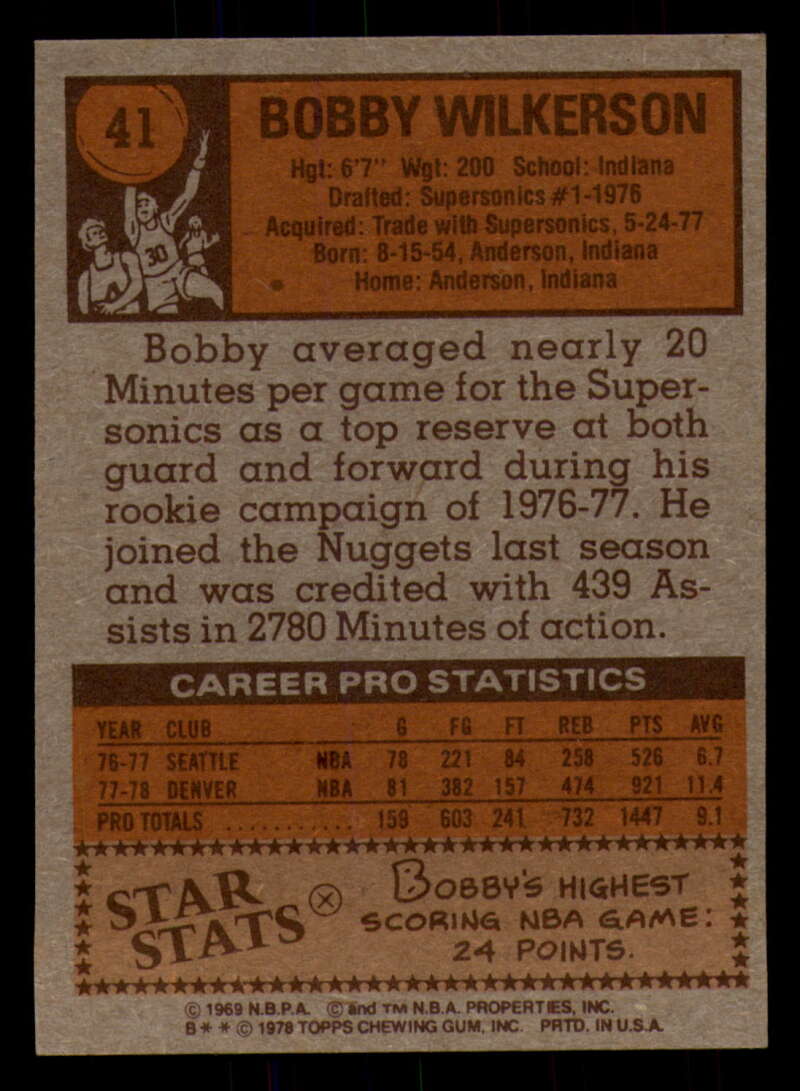 41
BOBBY WILKERSON
Hgt: 6'7" Wgt: 200 School: Indiana
Drafted: Supersonics #1-1976
Acquired: Trade with Supersonics, 5-24-77
Born: 8-15-54, Anderson, Indiana
Home: Anderson, Indiana
30
Bobby averaged nearly 20
Minutes per game for the Super-
sonics as a top reserve at both
guard and forward during his
rookie campaign of 1976-77. He
joined the Nuggets last season
and was credited with 439 As-
sists in 2780 Minutes of action.
CAREER PRO STATISTICS
YEAR CLUB G FG FT REB PTS AVG
76-77 SEATTLE NBA 78 221 84 258 526 6.7
77-78 DENVER NBA 81 382 157 474 921 11.4
PRO TOTALS ........... 159 603 241 732 1447 9.1
STAR
STATS
BOBBY'S HIGHEST
SCORING NBA GAME:
24 POINTS.
© 1969 N.B.P.A. © and TM N.B.A. PROPERTIES, INC.
B * * © 1978 TOPPS CHEWING GUM, INC. PRTD. IN U.S.A.